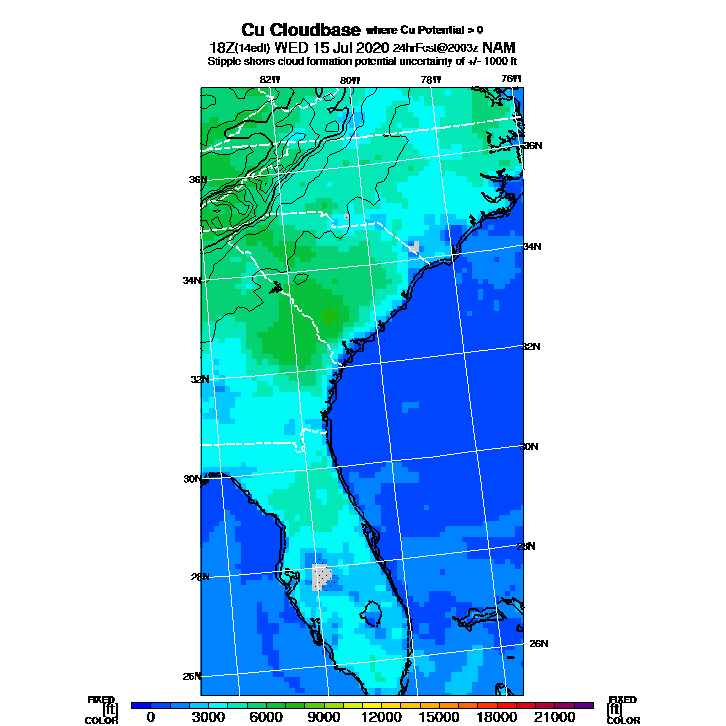 Cu Cloudbase where Cu Potential > 0
18Z(14edt) WED 15 Jul 2020 24hrFcst@2003z NAM
Stipple shows cloud formation potential uncertainty of +/- 1000 ft
82W 80W 78W 76W
36N 36N
34N 34N
32N 32N
30N 30N
28N 28N
26N 26N
FIXED FIXED
[ft] [ft]
COLOR COLOR
0 3000 6000 9000 12000 15000 18000 21000